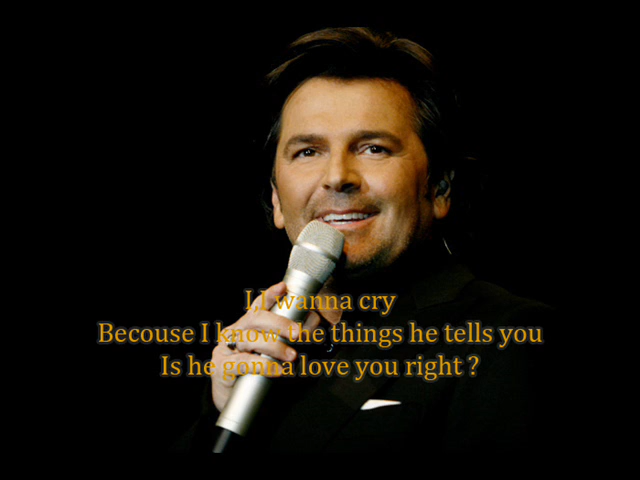 I,I wanna cry
Becouse I know the things he tells you
Is he gonna love you right ?